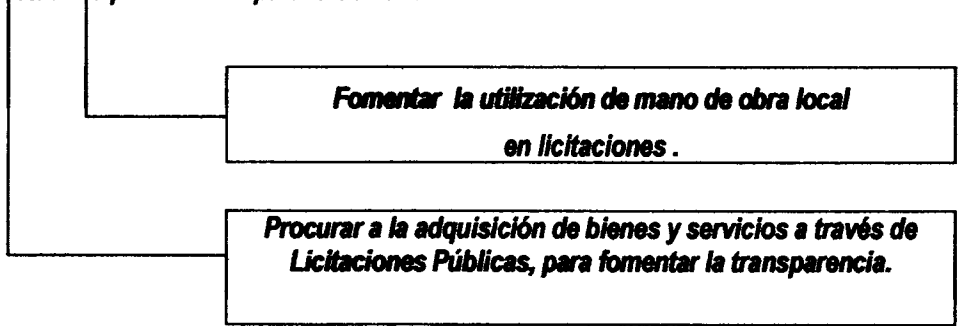 Fomentar la utilización de mano de obra local
en licitaciones .
Procurar a la adquisición de bienes y servicios a través de
Licitaciones Públicas, para fomentar la transparencia.